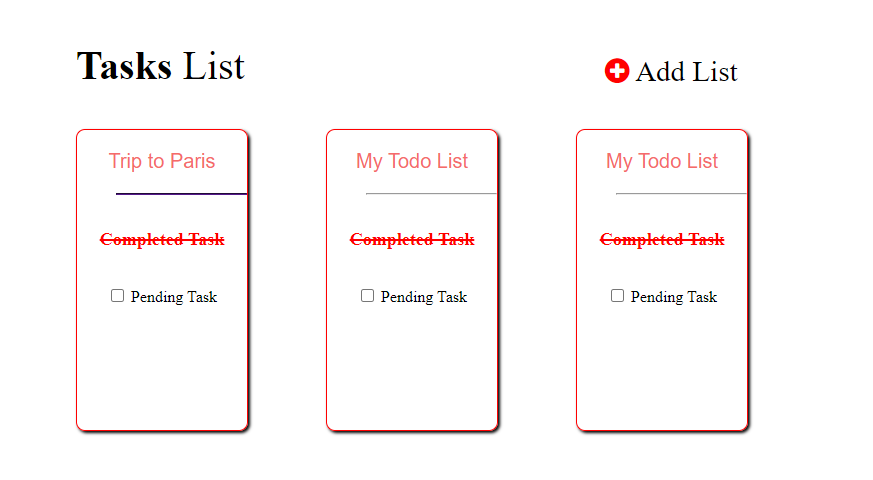 Tasks List
Add List
Trip to Paris
Completed Task
Pending Task
My Todo List
Completed Task
Pending Task
My Todo List
Completed Task
Pending Task